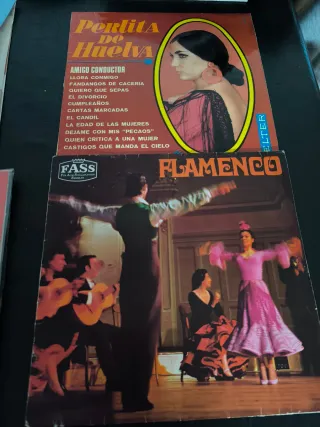 Perlita
DE
Huelva
AMIGO CONDUCTOR
LLORA CONMIGO
FANDANGOS DE CACERIA
QUIERO QUE SEPAS
EL DIVORCIO
CUMPLEAÑOS
CARTAS MARCADAS
EL CANDIL
LA EDAD DE LAS MUJERES
DEJAME CON MIS "PECAOS"
QUIEN CRITICA A UNA MUJER
CASTIGOS QUE MANDA EL CIELO
BELTER
FASS
FLAMENCO